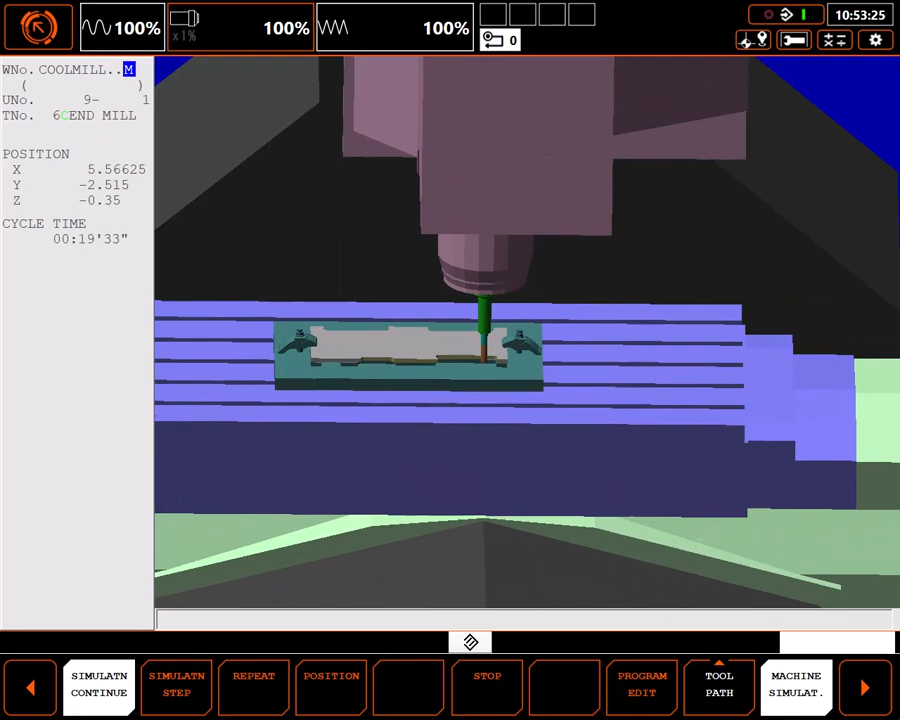 100%
x1%
100%
100%
0
10:53:25
WNo. COOLMILL..M
( )
UNo. 9- 1
TNo. 6CEND MILL
POSITION
X 5.56625
Y -2.515
Z -0.35
CYCLE TIME
00:19'33"
SIMULATN
CONTINUE
SIMULATN
STEP
REPEAT
POSITION
STOP
PROGRAM
EDIT
TOOL
PATH
MACHINE
SIMULAT.